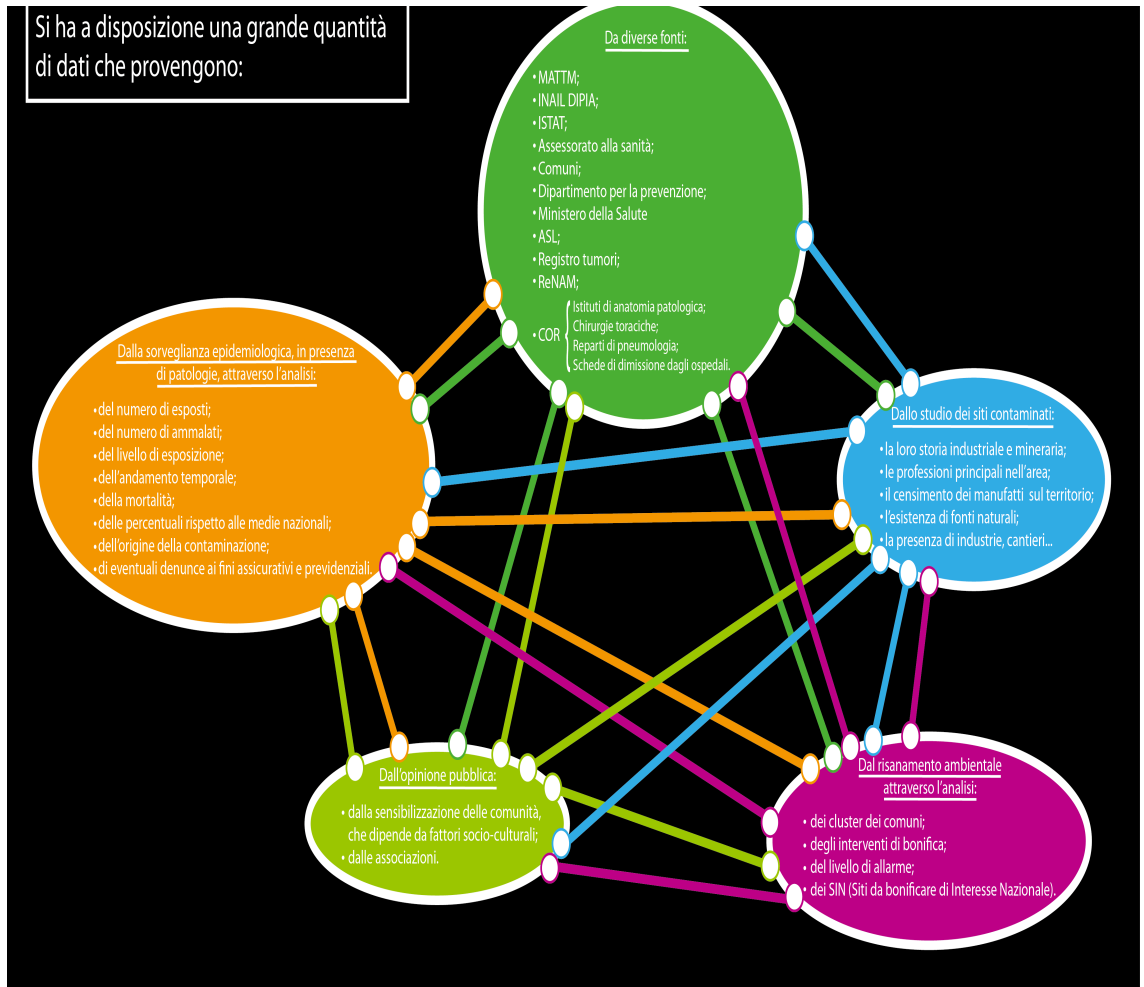 Si ha a disposizione una grande quantità
di dati che provengono:
Da diverse fonti:
• MATTM;
• INAIL DIPIA;
• ISTAT;
• Assessorato alla sanità;
• Comuni;
• Dipartimento per la prevenzione;
• Ministero della Salute
• ASL;
• Registro tumori;
• ReNAM;
• COR
Istituti di anatomia patologica;
Chirurgie toraciche;
Reparti di pneumologia;
Schede di dimissione dagli ospedali.
Dalla sorveglianza epidemiologica, in presenza
di patologie, attraverso l'analisi:
• del numero di esposti;
• del numero di ammalati;
• del livello di esposizione;
• dell'andamento temporale;
• della mortalità;
• delle percentuali rispetto alle medie nazionali;
• dell'origine della contaminazione;
• di eventuali denunce ai fini assicurativi e previdenziali.
Dallo studio dei siti contaminati:
• la loro storia industriale e mineraria;
• le professioni principali nell'area;
• il censimento dei manufatti sul territorio;
• l'esistenza di fonti naturali;
• la presenza di industrie, cantieri...
Dall'opinione pubblica:
• dalla sensibilizzazione delle comunità,
che dipende da fattori socio-culturali;
• dalle associazioni.
Dal risanamento ambientale
attraverso l'analisi:
• dei cluster dei comuni;
• degli interventi di bonifica;
• del livello di allarme;
• dei SIN (Siti da bonificare di Interesse Nazionale).